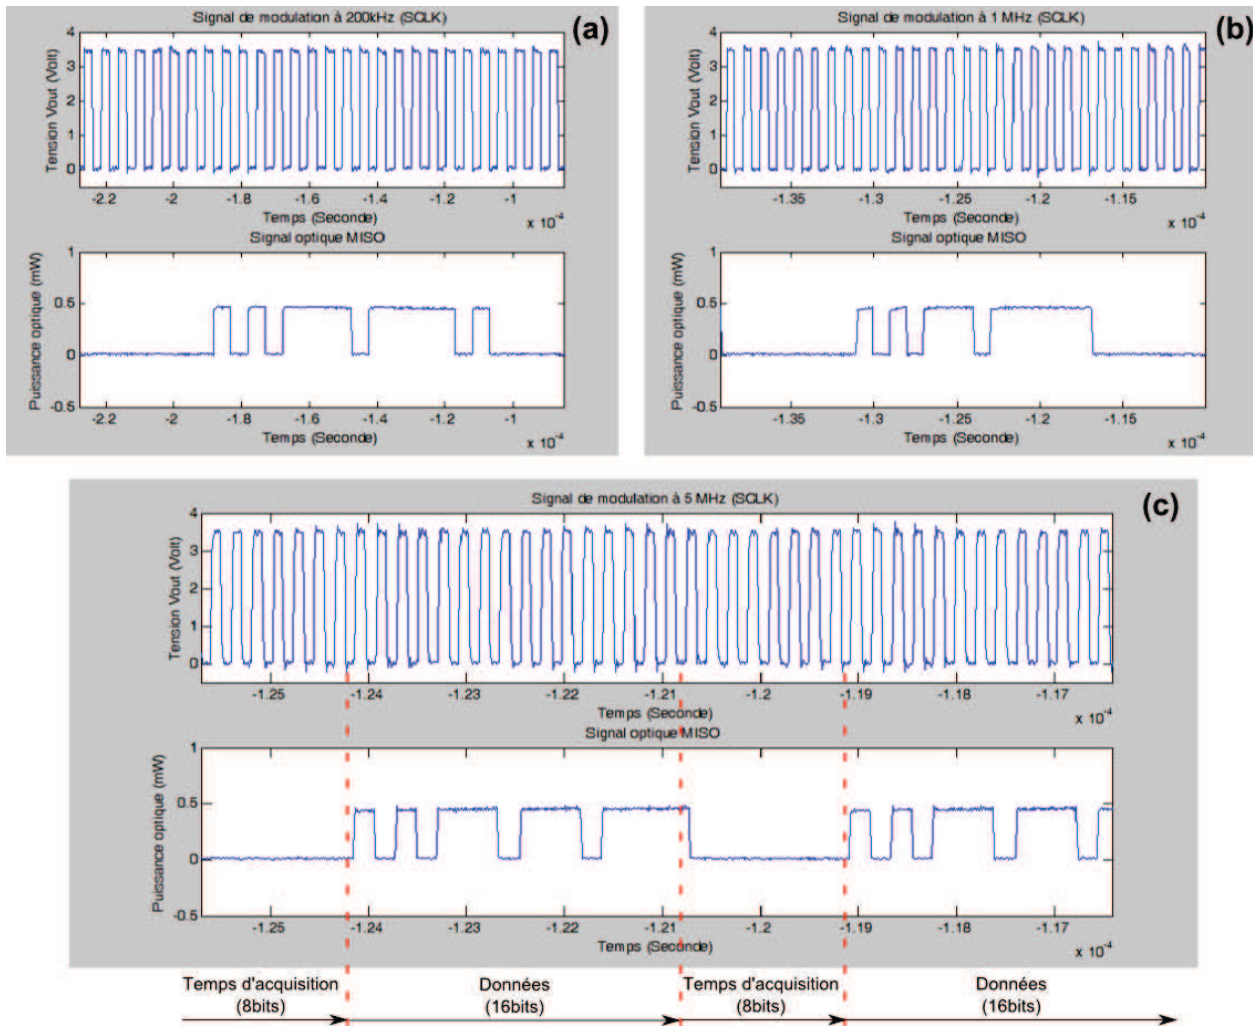 Signal de modulation à 200kHz (SCLK)
(a)
Tension Vout (Volt)
4
3
2
1
0
-2.2 -2 -1.8 -1.6 -1.4 -1.2 -1
Temps (Seconde)
x 10⁻⁴
Signal optique MISO
Puissance optique (mW)
1
0.5
0
-0.5
-2.2 -2 -1.8 -1.6 -1.4 -1.2 -1
Temps (Seconde)
x 10⁻⁴
Signal de modulation à 1 MHz (SCLK)
(b)
Tension Vout (Volt)
4
3
2
1
0
-1.35 -1.3 -1.25 -1.2 -1.15
Temps (Seconde)
x 10⁻⁴
Signal optique MISO
Puissance optique (mW)
1
0.5
0
-0.5
-1.35 -1.3 -1.25 -1.2 -1.15
Temps (Seconde)
x 10⁻⁴
Signal de modulation à 5 MHz (SCLK)
(c)
Tension Vout (Volt)
4
3
2
1
0
-1.25 -1.24 -1.23 -1.22 -1.21 -1.2 -1.19 -1.18 -1.17
Temps (Seconde)
x 10⁻⁴
Signal optique MISO
Puissance optique (mW)
1
0.5
0
-0.5
-1.25 -1.24 -1.23 -1.22 -1.21 -1.2 -1.19 -1.18 -1.17
Temps (Seconde)
x 10⁻⁴
Temps d'acquisition Données Temps d'acquisition Données
(8bits) (16bits) (8bits) (16bits)